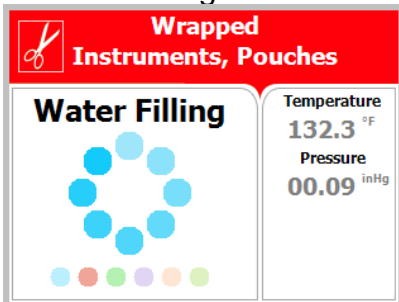 Wrapped
Instruments, Pouches
Water Filling
Temperature
132.3 °F
Pressure
00.09 inHg